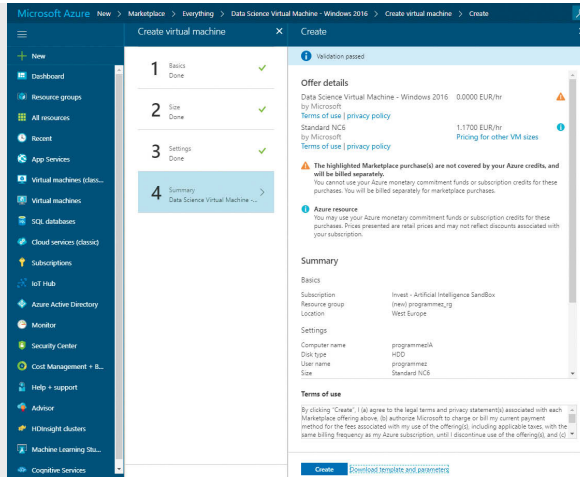 Microsoft Azure New > Marketplace > Everything > Data Science Virtual Machine - Windows 2016 > Create virtual machine > Create
New
Dashboard
Resource groups
All resources
Recent
App Services
Virtual machines (class...
Virtual machines
SQL databases
Cloud services (classic)
Subscriptions
IoT Hub
Azure Active Directory
Monitor
Security Center
Cost Management + B...
Help + support
Advisor
HDInsight clusters
Machine Learning Stu...
Cognitive Services
Create virtual machine
1 Basics
Done
2 Size
Done
3 Settings
Done
4 Summary
Data Science Virtual Machine -...
Create
Validation passed
Offer details
Data Science Virtual Machine - Windows 2016 0.0000 EUR/hr
by Microsoft
Terms of use | privacy policy
Standard NC6 1.1700 EUR/hr
by Microsoft Pricing for other VM sizes
Terms of use | privacy policy
The highlighted Marketplace purchase(s) are not covered by your Azure credits, and
will be billed separately.
You cannot use your Azure monetary commitment funds or subscription credits for these
purchases. You will be billed separately for marketplace purchases.
Azure resource
You may use your Azure monetary commitment funds or subscription credits for these
purchases. Prices presented are retail prices and may not reflect discounts associated with
your subscription.
Summary
Basics
Subscription Invest - Artificial Intelligence SandBox
Resource group (new) programmez_rg
Location West Europe
Settings
Computer name programmezIA
Disk type HDD
User name programmez
Size Standard NC6
Terms of use
By clicking "Create", I (a) agree to the legal terms and privacy statement(s) associated with each
Marketplace offering above, (b) authorize Microsoft to charge or bill my current payment
method for the fees associated with my use of the offering(s), including applicable taxes, with the
same billing frequency as my Azure subscription, until I discontinue use of the offering(s), and (c)
Create Download template and parameters